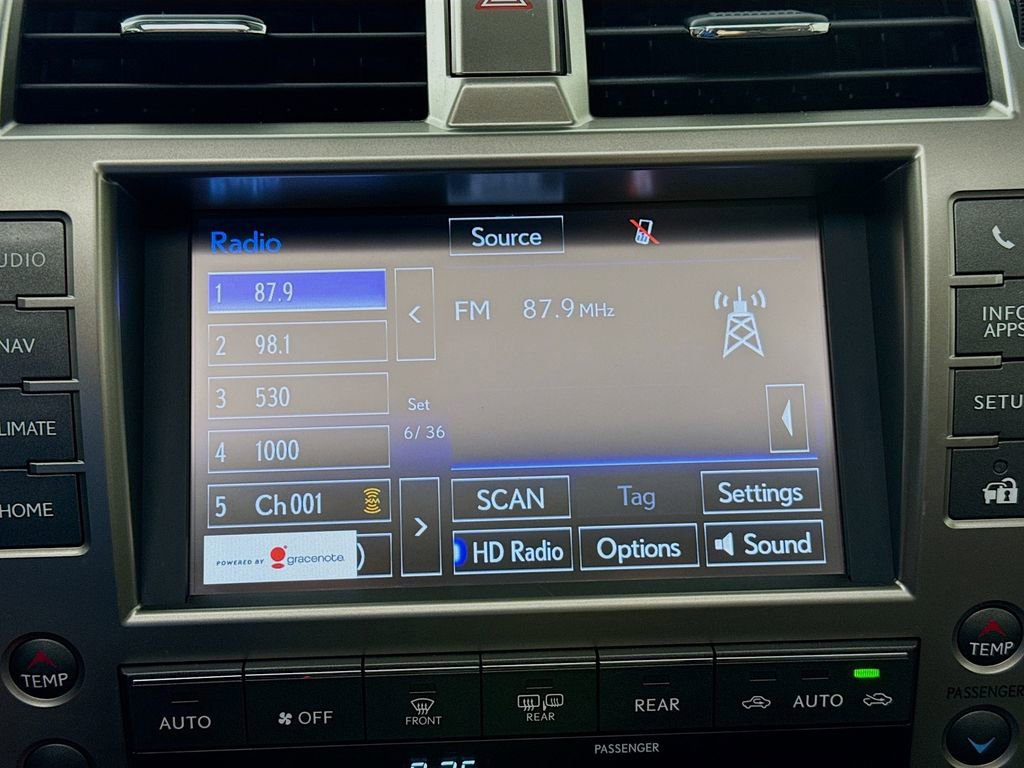 Radio
Source
1 87.9
2 98.1
3 530
4 1000
5 Ch 001 XM
<
Set
6/36
>
FM 87.9 MHz
SCAN
Tag
Settings
HD Radio
Options
Sound
POWERED BY gracenote.
UDIO
NAV
LIMATE
HOME
INFO
APPS
SETU
TEMP
AUTO
OFF
FRONT
REAR
REAR
AUTO
PASSENGER
TEMP
PASSENGER